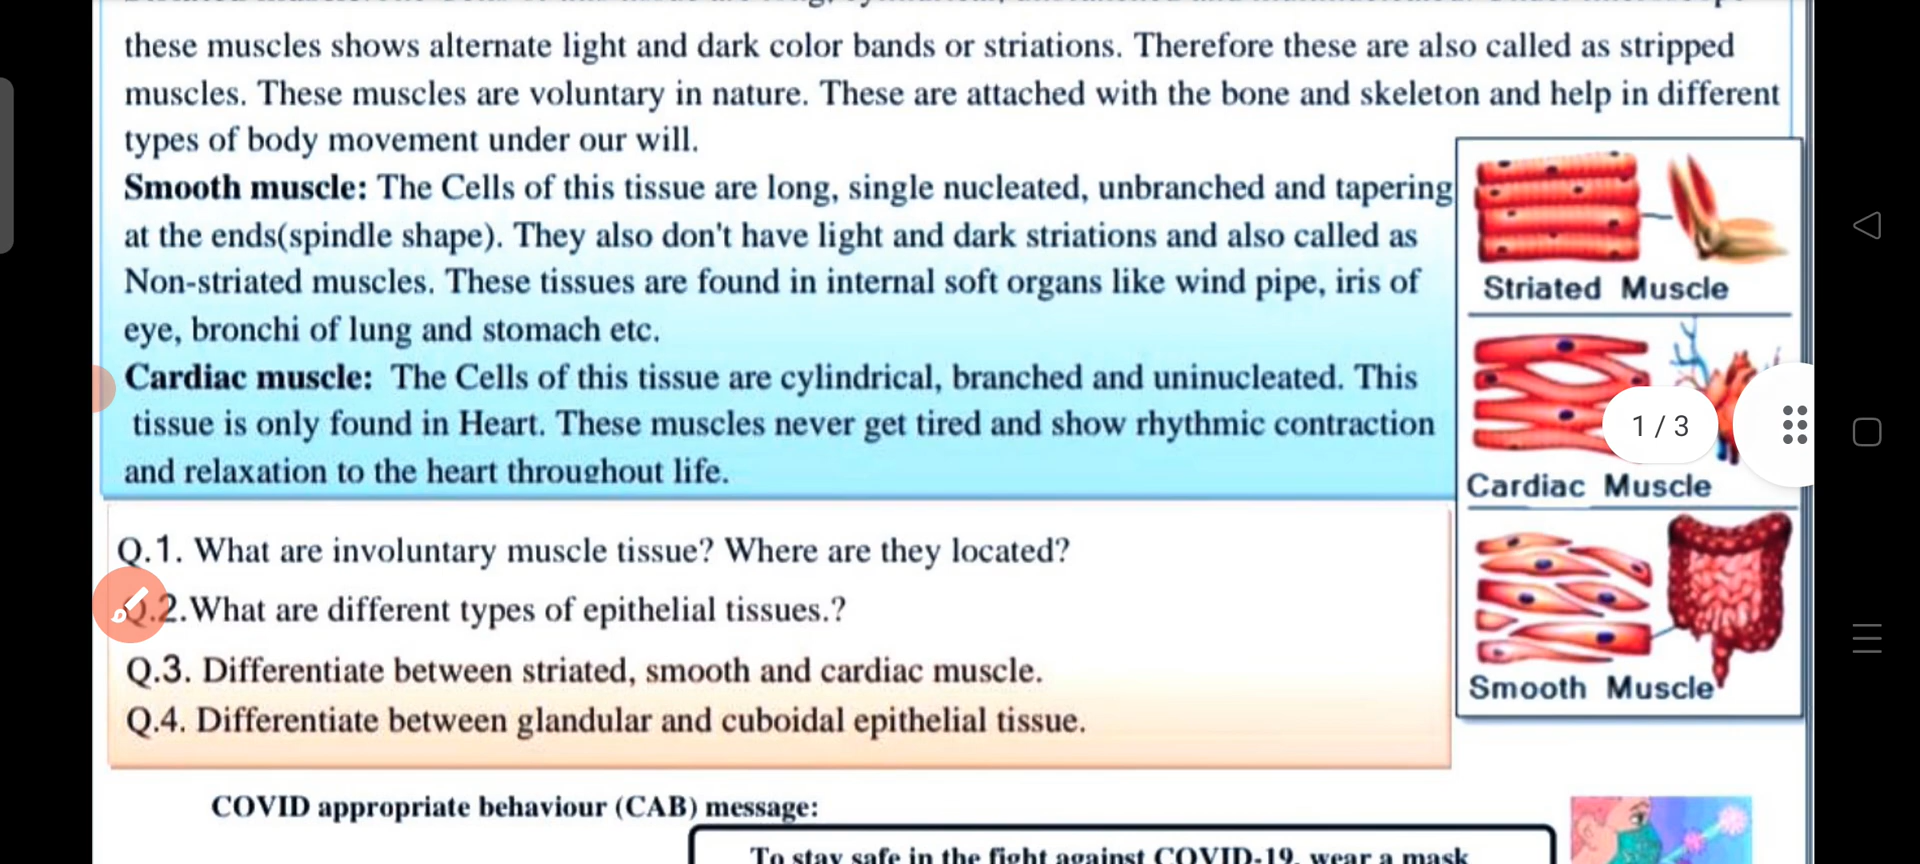 these muscles shows alternate light and dark color bands or striations. Therefore these are also called as stripped
muscles. These muscles are voluntary in nature. These are attached with the bone and skeleton and help in different
types of body movement under our will.
Smooth muscle: The Cells of this tissue are long, single nucleated, unbranched and tapering
at the ends(spindle shape). They also don't have light and dark striations and also called as
Non-striated muscles. These tissues are found in internal soft organs like wind pipe, iris of
eye, bronchi of lung and stomach etc.
Cardiac muscle: The Cells of this tissue are cylindrical, branched and uninucleated. This
tissue is only found in Heart. These muscles never get tired and show rhythmic contraction
and relaxation to the heart throughout life.
Striated Muscle
1 / 3
Cardiac Muscle
Smooth Muscle
Q.1. What are involuntary muscle tissue? Where are they located?
Q.2.What are different types of epithelial tissues.?
Q.3. Differentiate between striated, smooth and cardiac muscle.
Q.4. Differentiate between glandular and cuboidal epithelial tissue.
COVID appropriate behaviour (CAB) message:
To stay safe in the fight against COVID-19, wear a mask